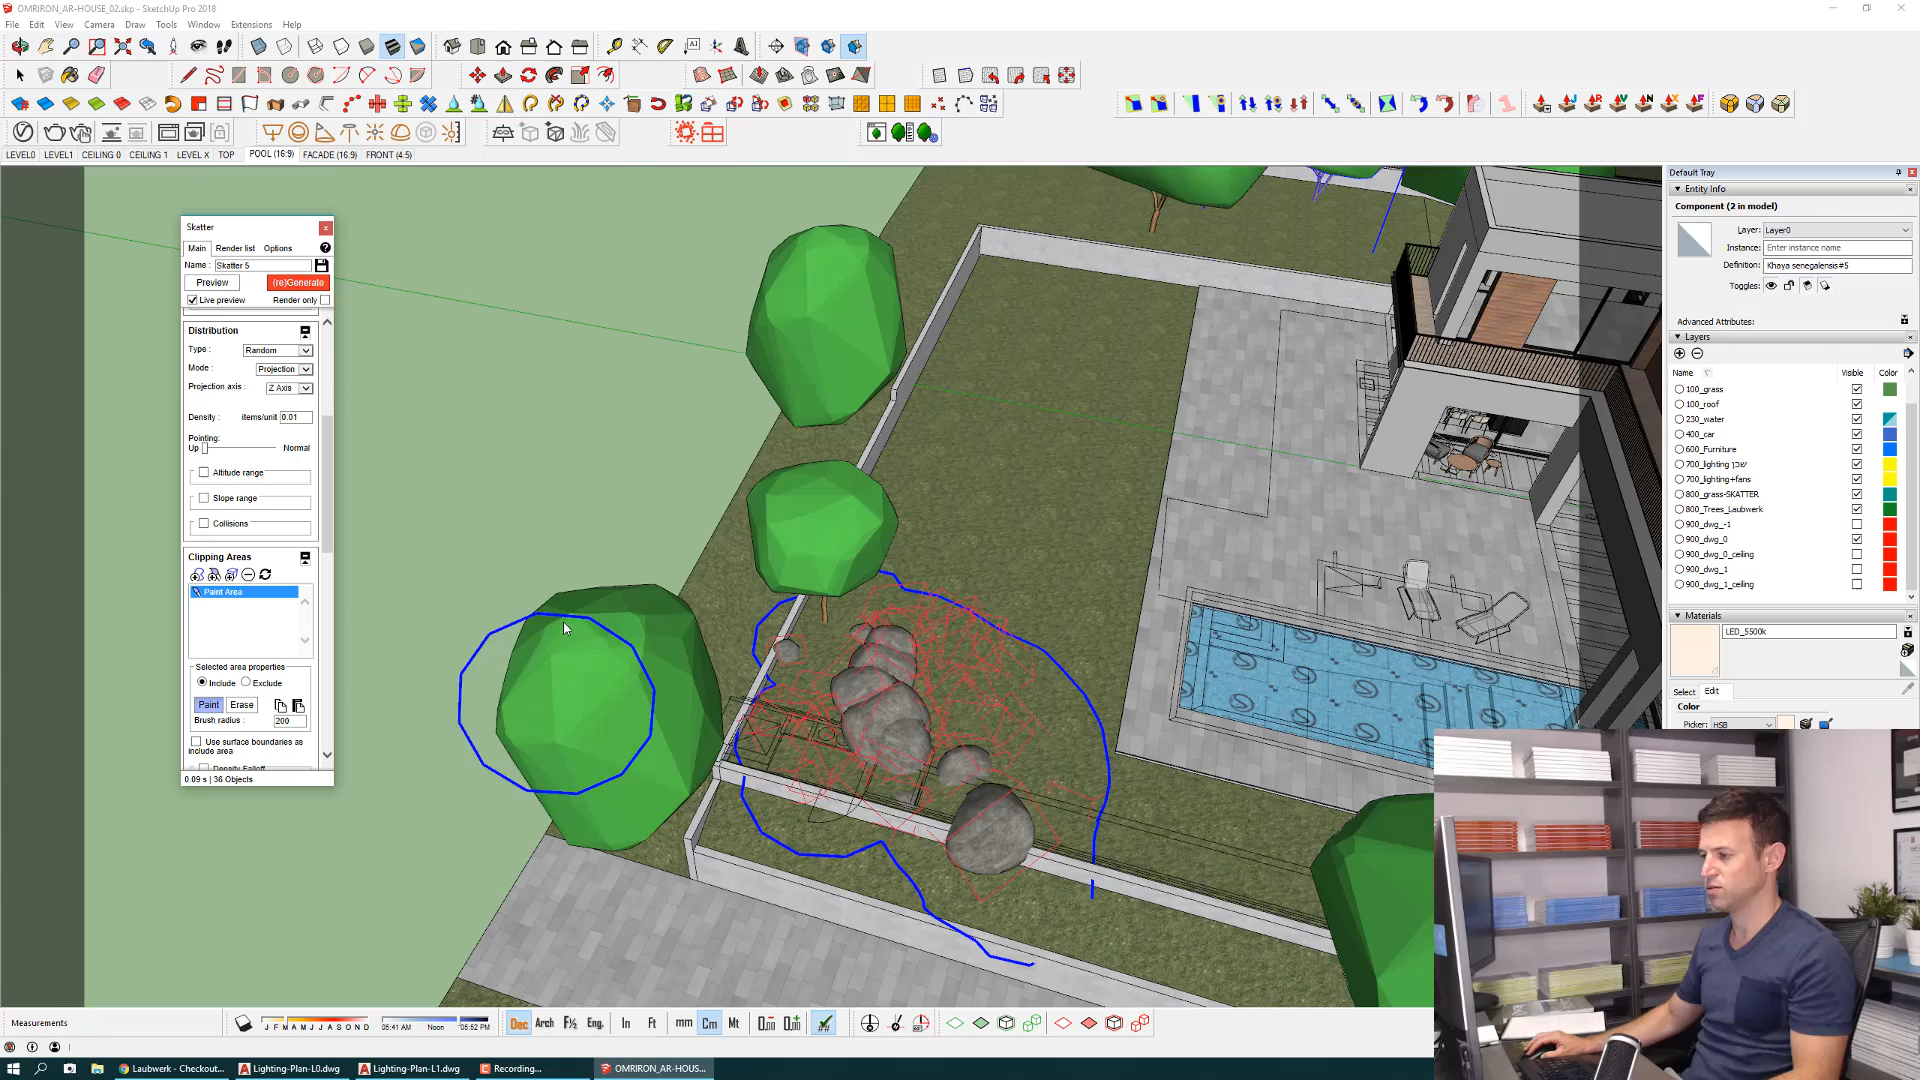 OMRIRON_AR-HOUSE_02.skp - SketchUp Pro 2018
File Edit View Camera Draw Tools Window Extensions Help
LEVEL0 LEVEL1 CEILING 0 CEILING 1 LEVEL X TOP POOL (16:9) FACADE (16:9) FRONT (4:5)
Skatter
Main Render list Options
Name : Skatter 5
Preview (re)Generate
Live preview Render only
Distribution
Type : Random
Mode : Projection
Projection axis : Z Axis
Density : items/unit 0.01
Pointing:
Up Normal
Altitude range
Slope range
Collisions
Clipping Areas
Paint Area
Selected area properties
Include Exclude
Paint Erase
Brush radius : 200
Use surface boundaries as
include area
Density Falloff
0.09 s | 36 Objects
Default Tray
Entity Info
Component (2 in model)
Layer: Layer0
Instance: Enter instance name
Definition: Khaya senegalensis#5
Toggles:
Advanced Attributes:
Layers
Name Visible Color
100_grass
100_roof
230_water
400_car
600_Furniture
700_lighting שכן
700_lighting+fans
800_grass-SKATTER
800_Trees_Laubwerk
900_dwg_-1
900_dwg_0
900_dwg_0_ceiling
900_dwg_1
900_dwg_1_ceiling
Materials
LED_5500k
Select Edit
Color
Picker: HSB
Measurements
J F M A M J J A S O N D 05:41 AM Noon 05:52 PM
Dec Arch F½ Eng. In Ft mm Cm Mt
Laubwerk - Checkout... Lighting-Plan-L0.dwg Lighting-Plan-L1.dwg Recording... OMRIRON_AR-HOUS...